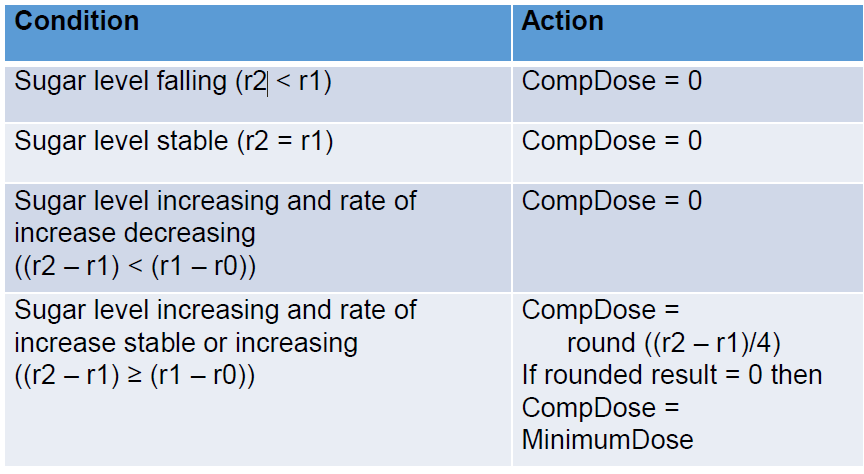 Condition
Action
Sugar level falling (r2 < r1)
CompDose = 0
Sugar level stable (r2 = r1)
CompDose = 0
Sugar level increasing and rate of
increase decreasing
((r2 – r1) < (r1 – r0))
CompDose = 0
Sugar level increasing and rate of
increase stable or increasing
((r2 – r1) ≥ (r1 – r0))
CompDose =
round ((r2 – r1)/4)
If rounded result = 0 then
CompDose =
MinimumDose